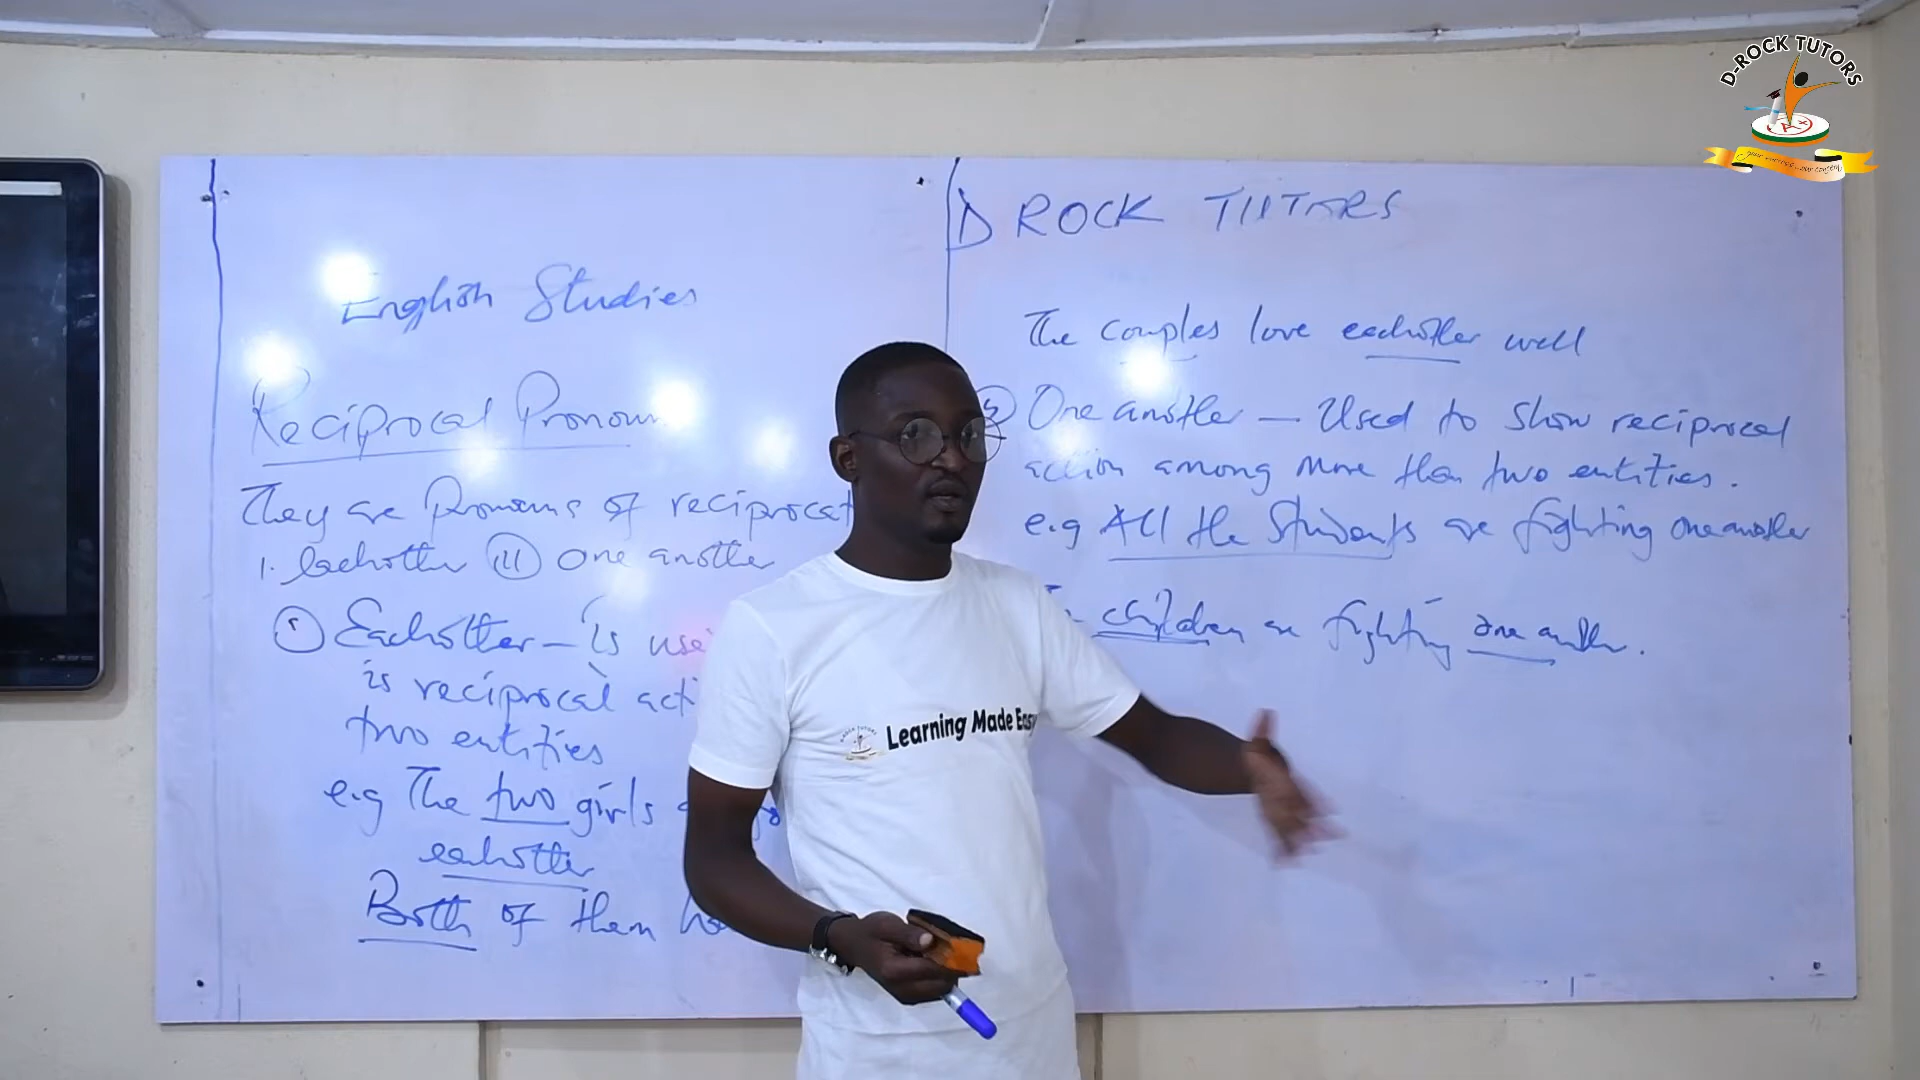 D-ROCK TUTORS
English Studies
Reciprocal Pronoun
They are Pronouns of reciprocat
1. Eachother (ii) One another
Eachother - is use
is reciprocal acti
two entities
e.g The two girls
eachother
Both of them
D ROCK TUTORS
The couples love eachother well
One another - Used to show reciprocal
action among more than two entities.
e.g All the Students are fighting one another
children are fighting one another.
Learning Made Easy